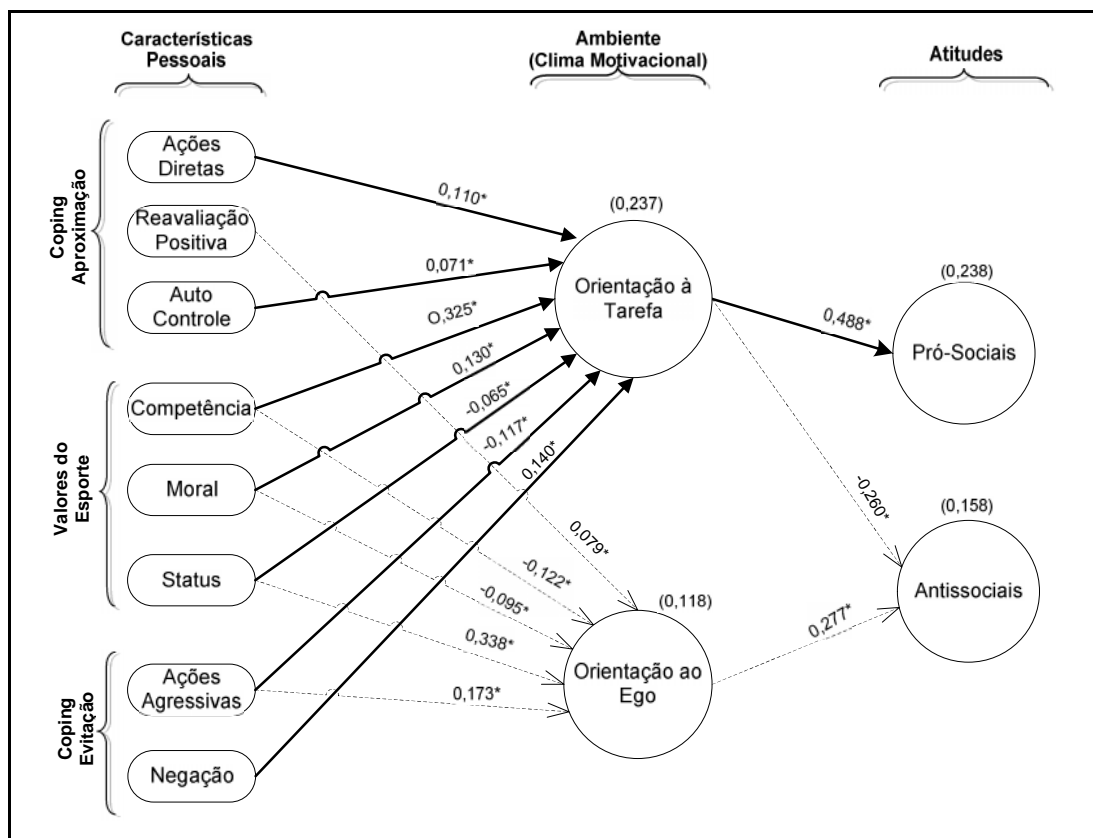 Características
Pessoais
Ambiente
(Clima Motivacional)
Atitudes
Coping
Aproximação
Ações
Diretas
Reavaliação
Positiva
Auto
Controle
Valores do
Esporte
Competência
Moral
Status
Coping
Evitação
Ações
Agressivas
Negação
0,110*
0,071*
O,325*
0,130*
-0,065*
-0,117*
0,140*
0,079*
-0,122*
-0,095*
0,338*
0,173*
(0,237)
Orientação à
Tarefa
(0,118)
Orientação ao
Ego
0,488*
-0,260*
0,277*
(0,238)
Pró-Sociais
(0,158)
Antissociais